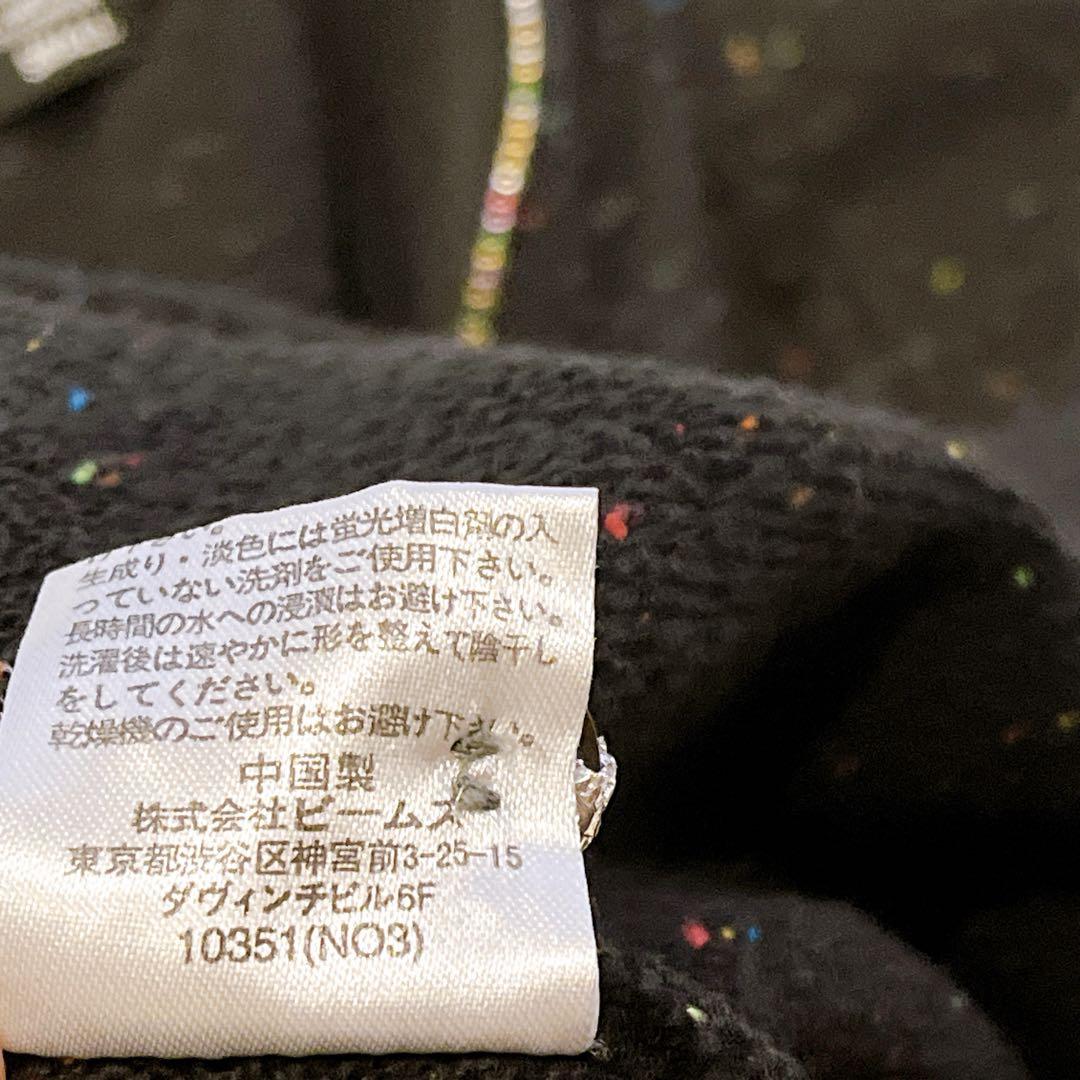 生成り・淡色には蛍光増白剤の入
っていない洗剤をご使用下さい。
長時間の水への浸漬はお避け下さい。
洗濯後は速やかに形を整えて陰干し
をしてください。
乾燥機のご使用はお避け下さい。
中国製
株式会社ビームス
東京都渋谷区神宮前3-25-15
ダヴィンチビル6F
10351(NO3)